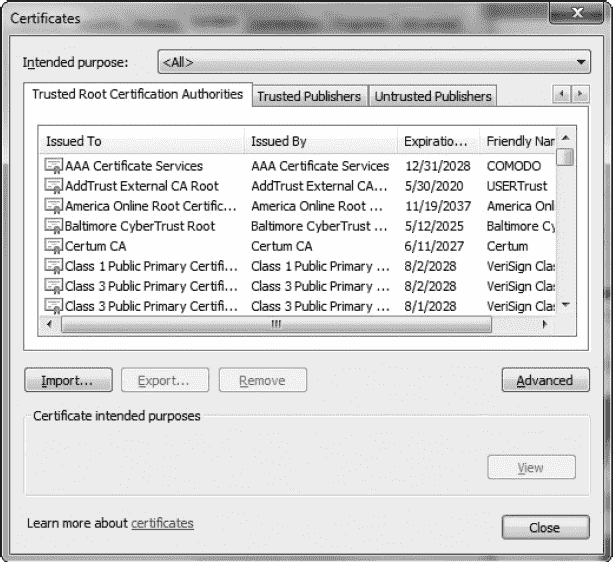 Certificates
Intended purpose: <All>
Trusted Root Certification Authorities Trusted Publishers Untrusted Publishers
Issued To Issued By Expiratio... Friendly Nar
AAA Certificate Services AAA Certificate Services 12/31/2028 COMODO
AddTrust External CA Root AddTrust External CA... 5/30/2020 USERTrust
America Online Root Certific... America Online Root ... 11/19/2037 America Onl
Baltimore CyberTrust Root Baltimore CyberTrust ... 5/12/2025 Baltimore Cy
Certum CA Certum CA 6/11/2027 Certum
Class 1 Public Primary Certifi... Class 1 Public Primary ... 8/2/2028 VeriSign Clas
Class 3 Public Primary Certifi... Class 3 Public Primary ... 8/2/2028 VeriSign Clas
Class 3 Public Primary Certifi... Class 3 Public Primary ... 8/1/2028 VeriSign Clas
Import... Export... Remove Advanced
Certificate intended purposes
View
Learn more about certificates
Close